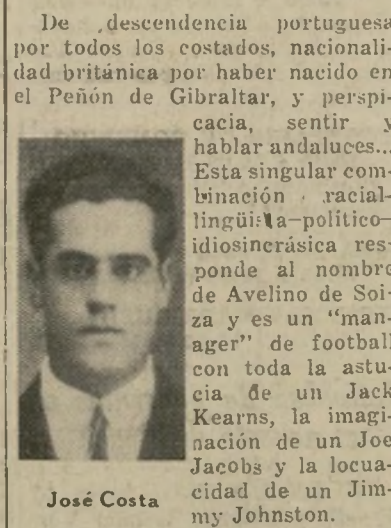 De descendencia portuguesa
por todos los costados, nacionali-
dad británica por haber nacido en
el Peñón de Gibraltar, y perspi-
cacia, sentir y
hablar andaluces...
Esta singular com-
binación racial-
lingüista-político-
idiosincrásica res-
ponde al nombre
de Avelino de Soi-
za y es un "man-
ager" de football
con toda la astu-
cia de un Jack
Kearns, la imagi-
nación de un Joe
Jacobs y la locua-
cidad de un Jim-
my Johnston.
José Costa